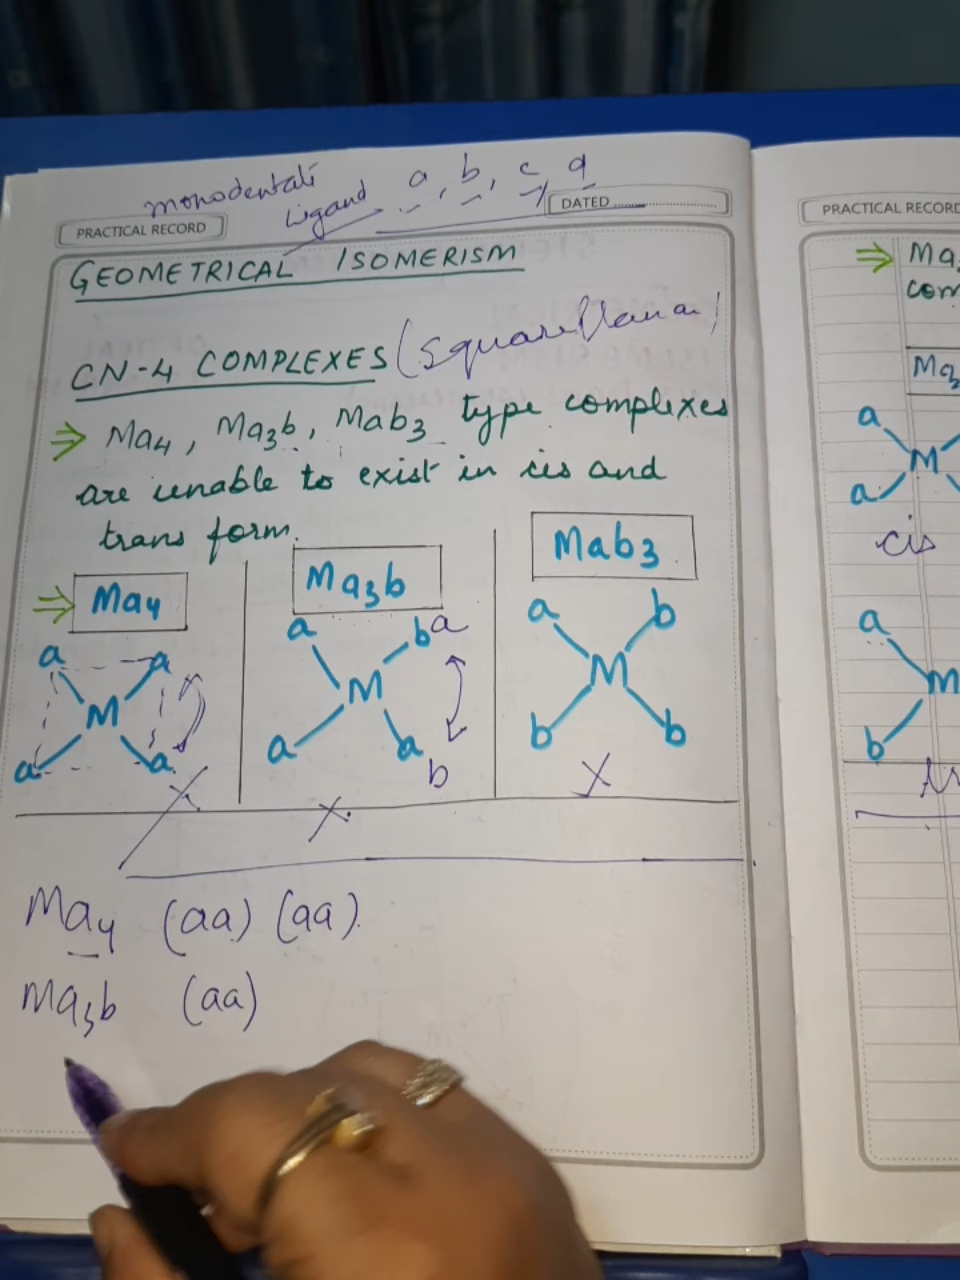 monodentate
Ligand a, b, c, d
PRACTICAL RECORD
DATED
GEOMETRICAL ISOMERISM
CN-4 COMPLEXES (Squareplanar)
⇒ Ma4, Ma3b, Mab3 type complexes
are unable to exist in cis and
trans form.
⇒ Ma4
a a
M
a a
X
Ma3b
a b a
M
a a
b
X
Mab3
a b
M
b b
X
Ma4 (aa) (aa)
Ma3b (aa)
PRACTICAL RECORD
⇒ Ma
com
Ma
a
M
a
cis
a
M
b